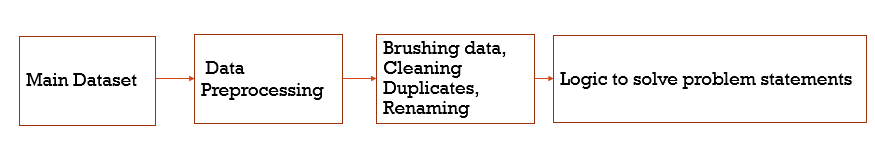 Main Dataset
Data
Preprocessing
Brushing data,
Cleaning
Duplicates,
Renaming
Logic to solve problem statements